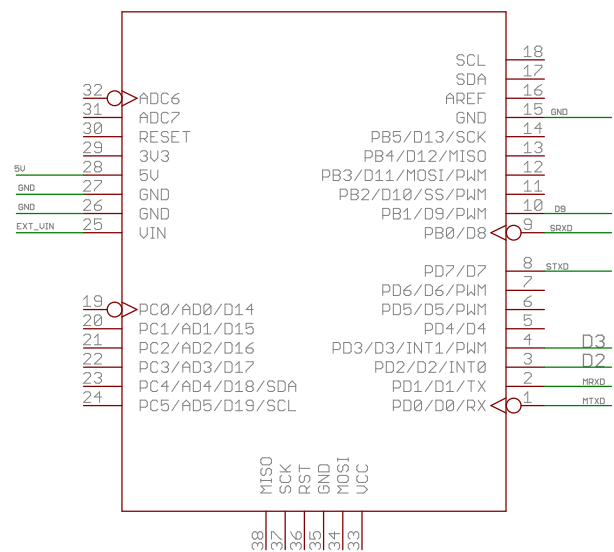 SCL 18
SDA 17
32 ADC6
AREF 16
31 ADC7
GND 15 GND
30 RESET
PB5/D13/SCK 14
29 3V3
PB4/D12/MISO 13
5V 28 5V
PB3/D11/MOSI/PWM 12
GND 27 GND
PB2/D10/SS/PWM 11
GND 26 GND
PB1/D9/PWM 10 D9
EXT_VIN 25 VIN
PB0/D8 9 SRXD
PD7/D7 8 STXD
PD6/D6/PWM 7
19 PC0/AD0/D14
PD5/D5/PWM 6
20 PC1/AD1/D15
PD4/D4 5
21 PC2/AD2/D16
PD3/D3/INT1/PWM 4 D3
22 PC3/AD3/D17
PD2/D2/INT0 3 D2
23 PC4/AD4/D18/SDA
PD1/D1/TX 2 MRXD
24 PC5/AD5/D19/SCL
PD0/D0/RX 1 MTXD
MISO 38
SCK 37
RST 36
GND 35
MOSI 34
VCC 33